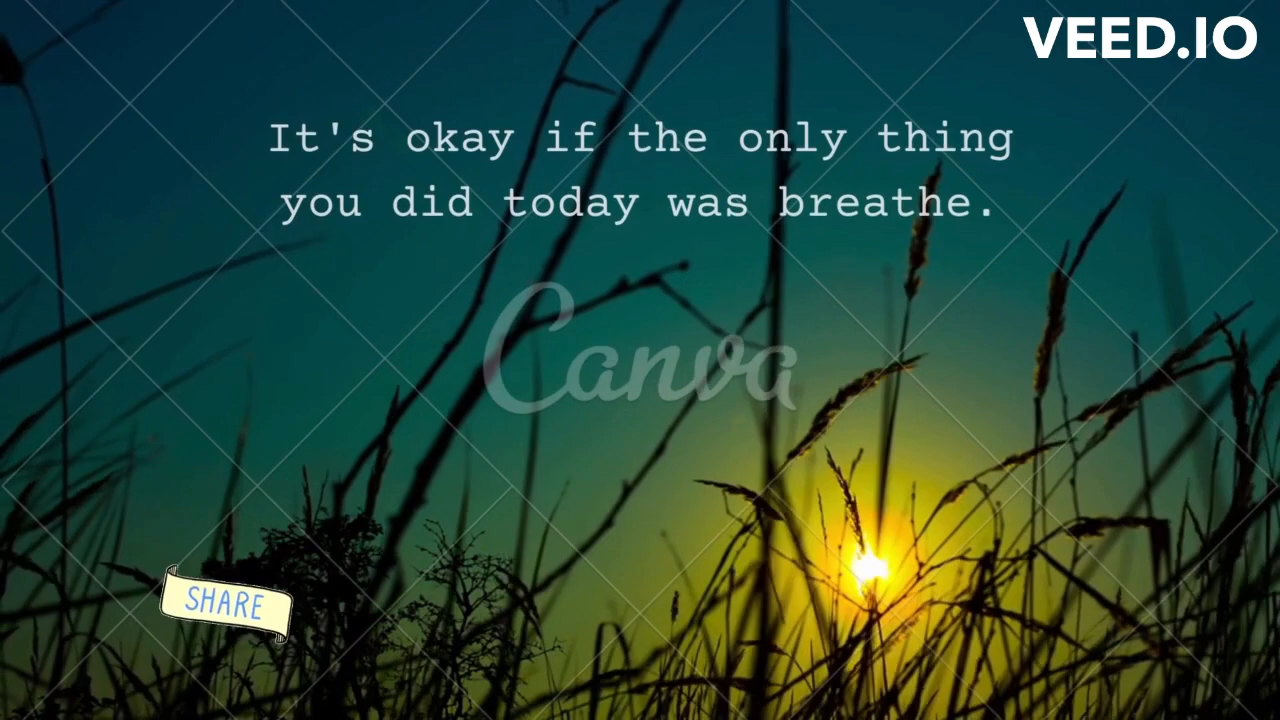 VEED.IO
It's okay if the only thing
you did today was breathe.
Canva
SHARE